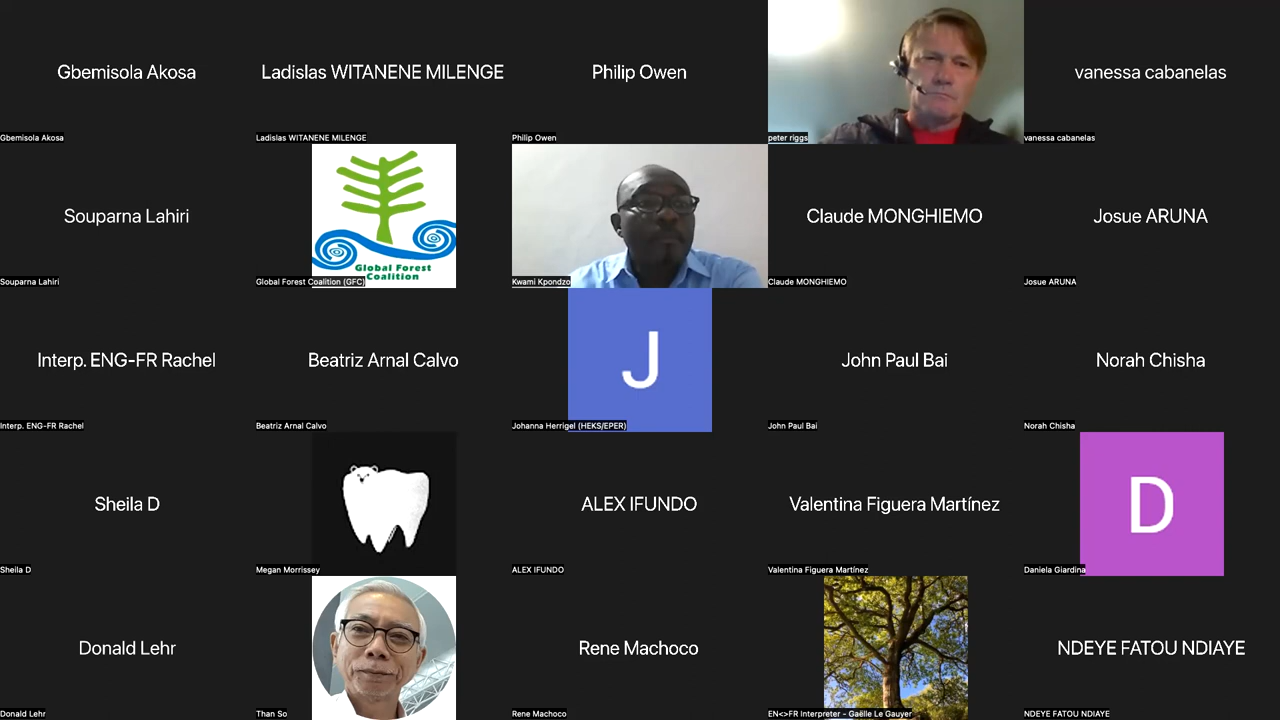 Gbemisola Akosa
Gbemisola Akosa
Ladislas WITANENE MILENGE
Ladislas WITANENE MILENGE
Philip Owen
Philip Owen
peter riggs
vanessa cabanelas
vanessa cabanelas
Souparna Lahiri
Souparna Lahiri
Global Forest
Coalition
Global Forest Coalition (GFC)
Kwami Kpondzo
Claude MONGHIEMO
Claude MONGHIEMO
Josue ARUNA
Josue ARUNA
Interp. ENG-FR Rachel
Interp. ENG-FR Rachel
Beatriz Arnal Calvo
Beatriz Arnal Calvo
J
Johanna Herrigel (HEKS/EPER)
John Paul Bai
John Paul Bai
Norah Chisha
Norah Chisha
Sheila D
Sheila D
Megan Morrissey
ALEX IFUNDO
ALEX IFUNDO
Valentina Figuera Martínez
Valentina Figuera Martínez
D
Daniela Giardina
Donald Lehr
Donald Lehr
Than So
Rene Machoco
Rene Machoco
EN<>FR Interpreter - Gaëlle Le Gauyer
NDEYE FATOU NDIAYE
NDEYE FATOU NDIAYE